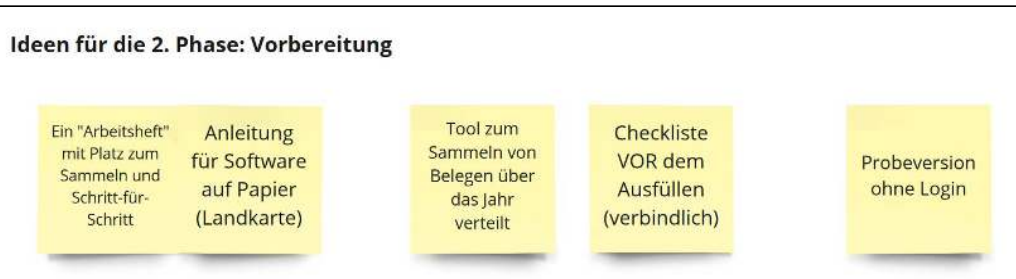 Ideen für die 2. Phase: Vorbereitung
Ein "Arbeitsheft"
mit Platz zum
Sammeln und
Schritt-für-
Schritt
Anleitung
für Software
auf Papier
(Landkarte)
Tool zum
Sammeln von
Belegen über
das Jahr
verteilt
Checkliste
VOR dem
Ausfüllen
(verbindlich)
Probeversion
ohne Login